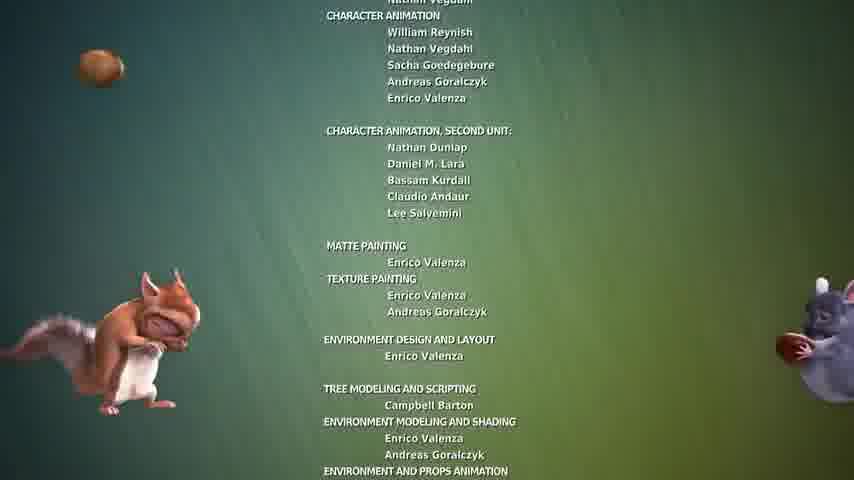 Nathan Vegdahl
CHARACTER ANIMATION
William Reynish
Nathan Vegdahl
Sacha Goedegebure
Andreas Goralczyk
Enrico Valenza
CHARACTER ANIMATION, SECOND UNIT:
Nathan Dunlap
Daniel M. Lara
Bassam Kurdali
Claudio Andaur
Lee Salvemini
MATTE PAINTING
Enrico Valenza
TEXTURE PAINTING
Enrico Valenza
Andreas Goralczyk
ENVIRONMENT DESIGN AND LAYOUT
Enrico Valenza
TREE MODELING AND SCRIPTING
Campbell Barton
ENVIRONMENT MODELING AND SHADING
Enrico Valenza
Andreas Goralczyk
ENVIRONMENT AND PROPS ANIMATION